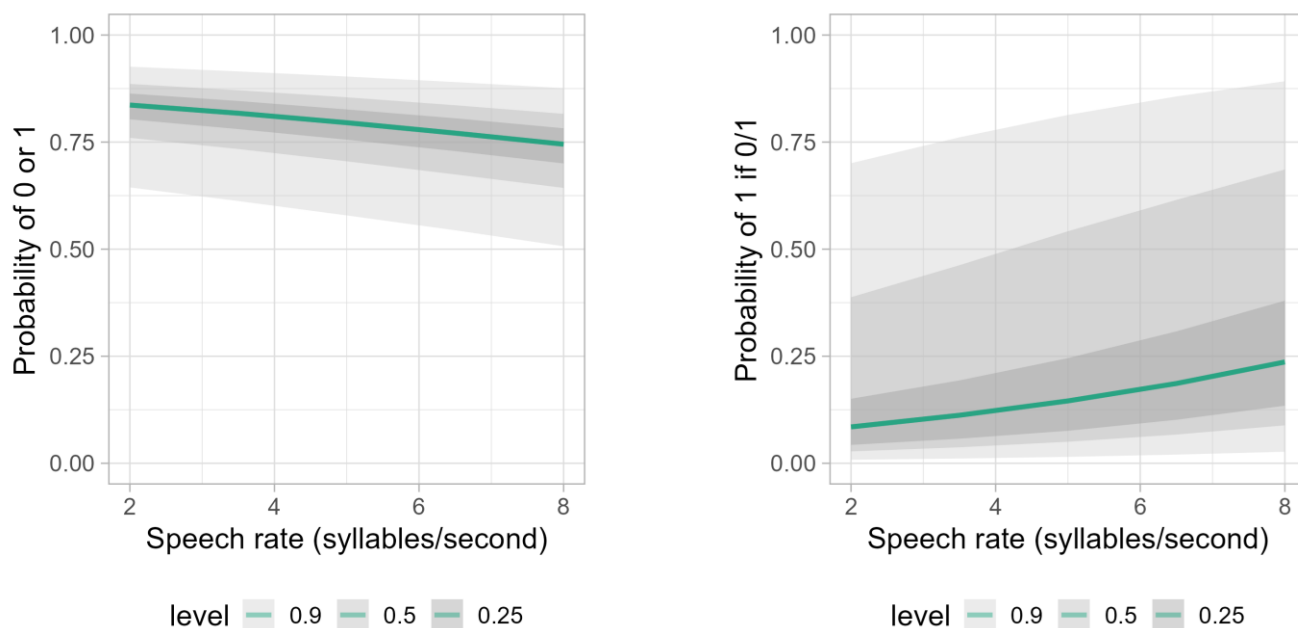 Probability of 0 or 1
1.00
0.75
0.50
0.25
0.00
2 4 6 8
Speech rate (syllables/second)
level 0.9 0.5 0.25
Probability of 1 if 0/1
1.00
0.75
0.50
0.25
0.00
2 4 6 8
Speech rate (syllables/second)
level 0.9 0.5 0.25